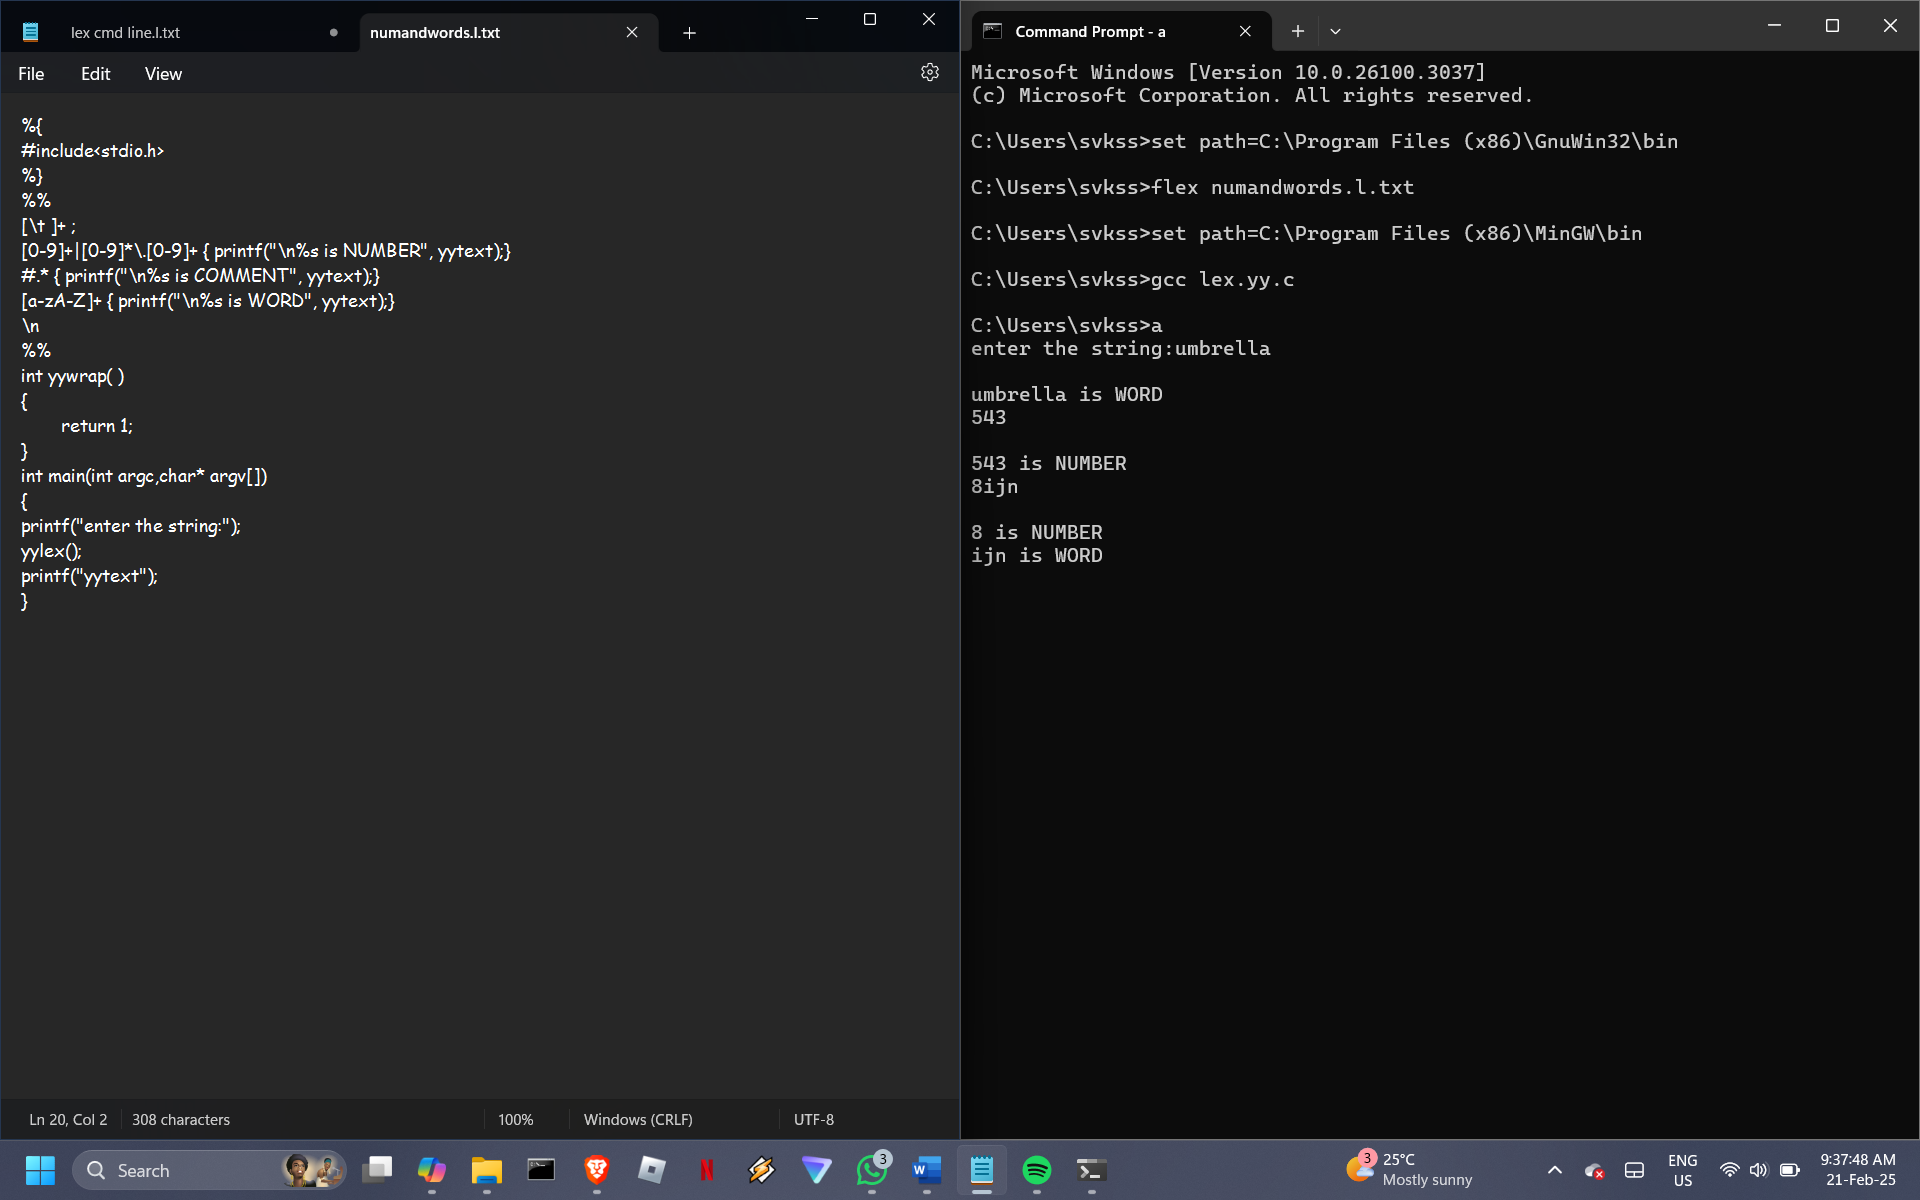 lex cmd line.l.txt
numandwords.l.txt
File Edit View
%{
#include<stdio.h>
%}
%%
[\t ]+ ;
[0-9]+|[0-9]*\.[0-9]+ { printf("\n%s is NUMBER", yytext);}
#.* { printf("\n%s is COMMENT", yytext);}
[a-zA-Z]+ { printf("\n%s is WORD", yytext);}
\n
%%
int yywrap( )
{
return 1;
}
int main(int argc,char* argv[])
{
printf("enter the string:");
yylex();
printf("yytext");
}
Ln 20, Col 2 308 characters 100% Windows (CRLF) UTF-8
Command Prompt - a
Microsoft Windows [Version 10.0.26100.3037]
(c) Microsoft Corporation. All rights reserved.
C:\Users\svkss>set path=C:\Program Files (x86)\GnuWin32\bin
C:\Users\svkss>flex numandwords.l.txt
C:\Users\svkss>set path=C:\Program Files (x86)\MinGW\bin
C:\Users\svkss>gcc lex.yy.c
C:\Users\svkss>a
enter the string:umbrella
umbrella is WORD
543
543 is NUMBER
8ijn
8 is NUMBER
ijn is WORD
Search
3
W
3
25°C
Mostly sunny
ENG
US
9:37:48 AM
21-Feb-25